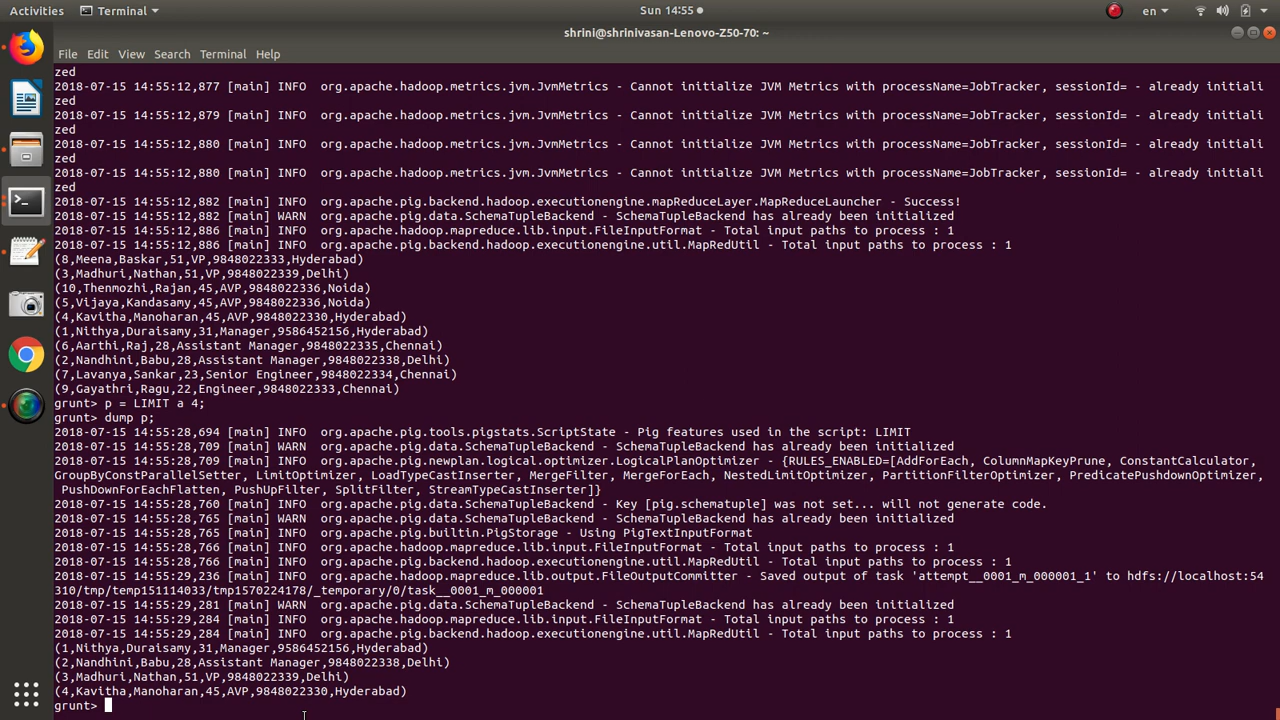 Activities
Terminal
Sun 14:55
en
shrini@shrinivasan-Lenovo-Z50-70: ~
File Edit View Search Terminal Help
zed
2018-07-15 14:55:12,877 [main] INFO  org.apache.hadoop.metrics.jvm.JvmMetrics - Cannot initialize JVM Metrics with processName=JobTracker, sessionId= - already initiali
zed
2018-07-15 14:55:12,879 [main] INFO  org.apache.hadoop.metrics.jvm.JvmMetrics - Cannot initialize JVM Metrics with processName=JobTracker, sessionId= - already initiali
zed
2018-07-15 14:55:12,880 [main] INFO  org.apache.hadoop.metrics.jvm.JvmMetrics - Cannot initialize JVM Metrics with processName=JobTracker, sessionId= - already initiali
zed
2018-07-15 14:55:12,880 [main] INFO  org.apache.hadoop.metrics.jvm.JvmMetrics - Cannot initialize JVM Metrics with processName=JobTracker, sessionId= - already initiali
zed
2018-07-15 14:55:12,882 [main] INFO  org.apache.pig.backend.hadoop.executionengine.mapReduceLayer.MapReduceLauncher - Success!
2018-07-15 14:55:12,882 [main] WARN  org.apache.pig.data.SchemaTupleBackend - SchemaTupleBackend has already been initialized
2018-07-15 14:55:12,886 [main] INFO  org.apache.hadoop.mapreduce.lib.input.FileInputFormat - Total input paths to process : 1
2018-07-15 14:55:12,886 [main] INFO  org.apache.pig.backend.hadoop.executionengine.util.MapRedUtil - Total input paths to process : 1
(8,Meena,Baskar,51,VP,9848022333,Hyderabad)
(3,Madhuri,Nathan,51,VP,9848022339,Delhi)
(10,Thenmozhi,Rajan,45,AVP,9848022336,Noida)
(5,Vijaya,Kandasamy,45,AVP,9848022336,Noida)
(4,Kavitha,Manoharan,45,AVP,9848022330,Hyderabad)
(1,Nithya,Duraisamy,31,Manager,9586452156,Hyderabad)
(6,Aarthi,Raj,28,Assistant Manager,9848022335,Chennai)
(2,Nandhini,Babu,28,Assistant Manager,9848022338,Delhi)
(7,Lavanya,Sankar,23,Senior Engineer,9848022334,Chennai)
(9,Gayathri,Ragu,22,Engineer,9848022333,Chennai)
grunt> p = LIMIT a 4;
grunt> dump p;
2018-07-15 14:55:28,694 [main] INFO  org.apache.pig.tools.pigstats.ScriptState - Pig features used in the script: LIMIT
2018-07-15 14:55:28,709 [main] WARN  org.apache.pig.data.SchemaTupleBackend - SchemaTupleBackend has already been initialized
2018-07-15 14:55:28,709 [main] INFO  org.apache.pig.newplan.logical.optimizer.LogicalPlanOptimizer - {RULES_ENABLED=[AddForEach, ColumnMapKeyPrune, ConstantCalculator,
GroupByConstParallelSetter, LimitOptimizer, LoadTypeCastInserter, MergeFilter, MergeForEach, NestedLimitOptimizer, PartitionFilterOptimizer, PredicatePushdownOptimizer,
PushDownForEachFlatten, PushUpFilter, SplitFilter, StreamTypeCastInserter]}
2018-07-15 14:55:28,760 [main] INFO  org.apache.pig.data.SchemaTupleBackend - Key [pig.schematuple] was not set... will not generate code.
2018-07-15 14:55:28,765 [main] WARN  org.apache.pig.data.SchemaTupleBackend - SchemaTupleBackend has already been initialized
2018-07-15 14:55:28,765 [main] INFO  org.apache.pig.builtin.PigStorage - Using PigTextInputFormat
2018-07-15 14:55:28,766 [main] INFO  org.apache.hadoop.mapreduce.lib.input.FileInputFormat - Total input paths to process : 1
2018-07-15 14:55:28,766 [main] INFO  org.apache.pig.backend.hadoop.executionengine.util.MapRedUtil - Total input paths to process : 1
2018-07-15 14:55:29,236 [main] INFO  org.apache.hadoop.mapreduce.lib.output.FileOutputCommitter - Saved output of task 'attempt__0001_m_000001_1' to hdfs://localhost:54
310/tmp/temp151114033/tmp1570224178/_temporary/0/task__0001_m_000001
2018-07-15 14:55:29,281 [main] WARN  org.apache.pig.data.SchemaTupleBackend - SchemaTupleBackend has already been initialized
2018-07-15 14:55:29,284 [main] INFO  org.apache.hadoop.mapreduce.lib.input.FileInputFormat - Total input paths to process : 1
2018-07-15 14:55:29,284 [main] INFO  org.apache.pig.backend.hadoop.executionengine.util.MapRedUtil - Total input paths to process : 1
(1,Nithya,Duraisamy,31,Manager,9586452156,Hyderabad)
(2,Nandhini,Babu,28,Assistant Manager,9848022338,Delhi)
(3,Madhuri,Nathan,51,VP,9848022339,Delhi)
(4,Kavitha,Manoharan,45,AVP,9848022330,Hyderabad)
grunt>